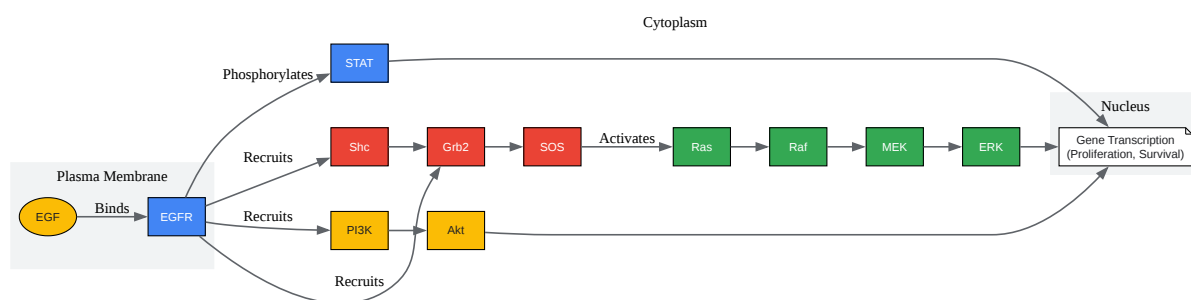 Cytoplasm
STAT
Phosphorylates
Nucleus
Gene Transcription
(Proliferation, Survival)
Shc
Grb2
SOS
Activates
Ras
Raf
MEK
ERK
Recruits
Plasma Membrane
EGF
Binds
EGFR
Recruits
PI3K
Akt
Recruits